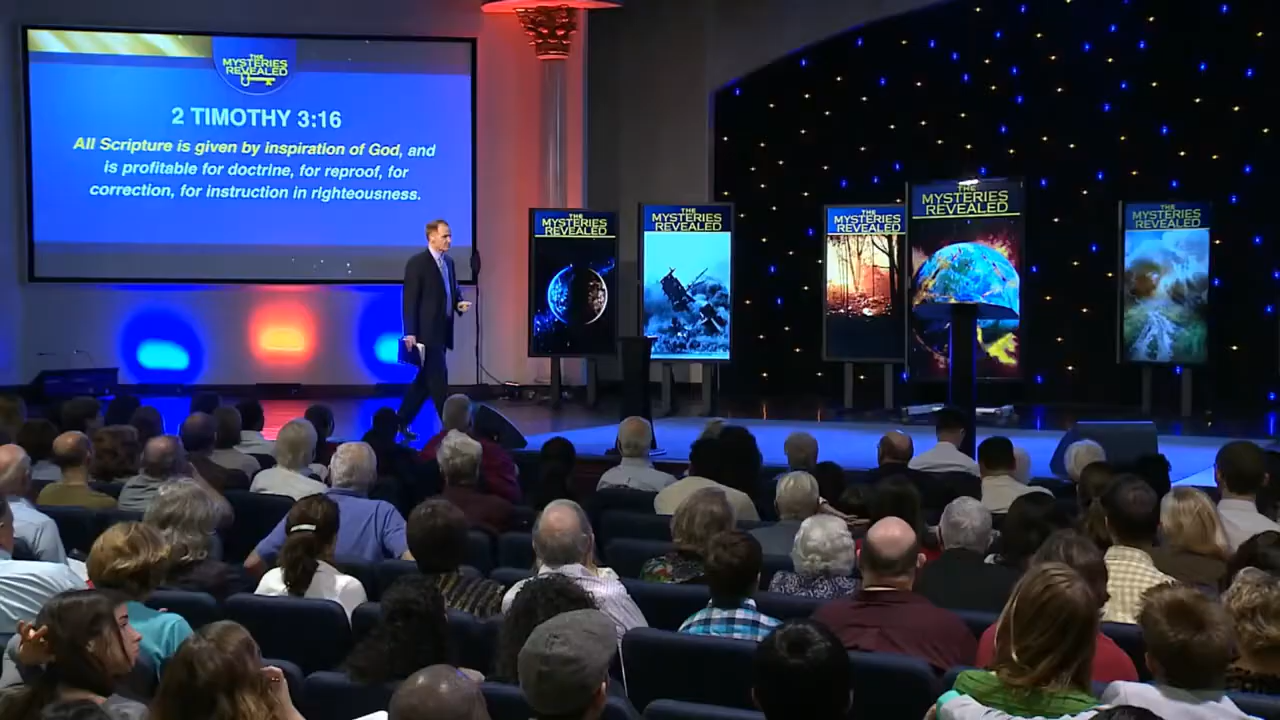 THE
MYSTERIES
REVEALED
2 TIMOTHY 3:16
All Scripture is given by inspiration of God, and
is profitable for doctrine, for reproof, for
correction, for instruction in righteousness.
THE
MYSTERIES
REVEALED
THE
MYSTERIES
REVEALED
THE
MYSTERIES
REVEALED
THE
MYSTERIES
REVEALED
THE
MYSTERIES
REVEALED